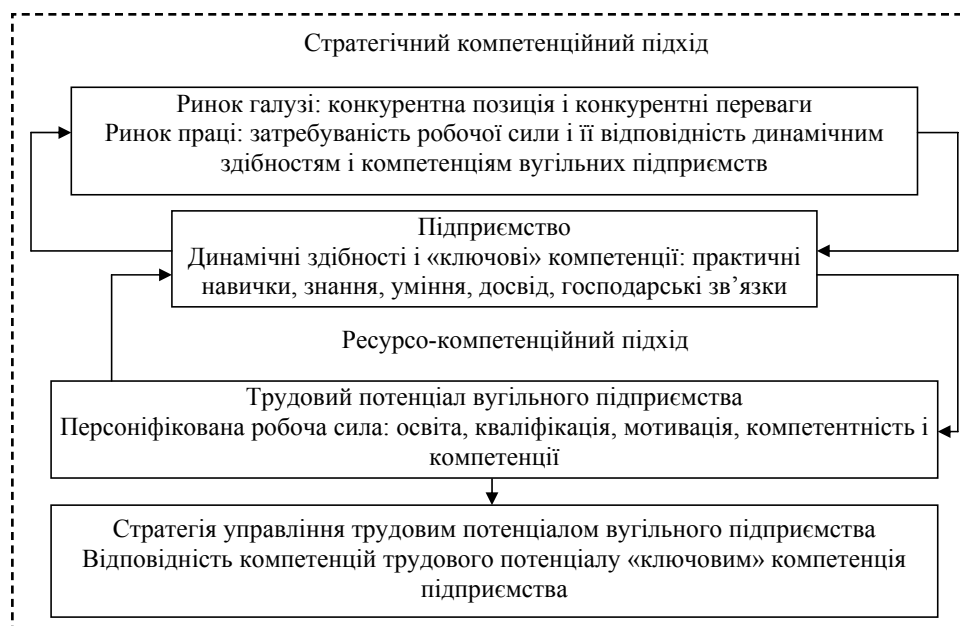 Стратегічний компетенційний підхід
Ринок галузі: конкурентна позиція і конкурентні переваги
Ринок праці: затребуваність робочої сили і її відповідність динамічним
здібностям і компетенціям вугільних підприємств
Підприємство
Динамічні здібності і «ключові» компетенції: практичні
навички, знання, уміння, досвід, господарські зв’язки
Ресурсо-компетенційний підхід
Трудовий потенціал вугільного підприємства
Персоніфікована робоча сила: освіта, кваліфікація, мотивація, компетентність і
компетенції
Стратегія управління трудовим потенціалом вугільного підприємства
Відповідність компетенцій трудового потенціалу «ключовим» компетенція
підприємства